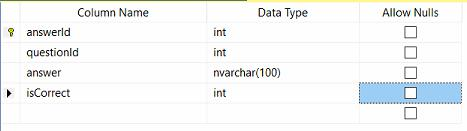 Column Name Data Type Allow Nulls
answerId int
questionId int
answer nvarchar(100)
isCorrect int